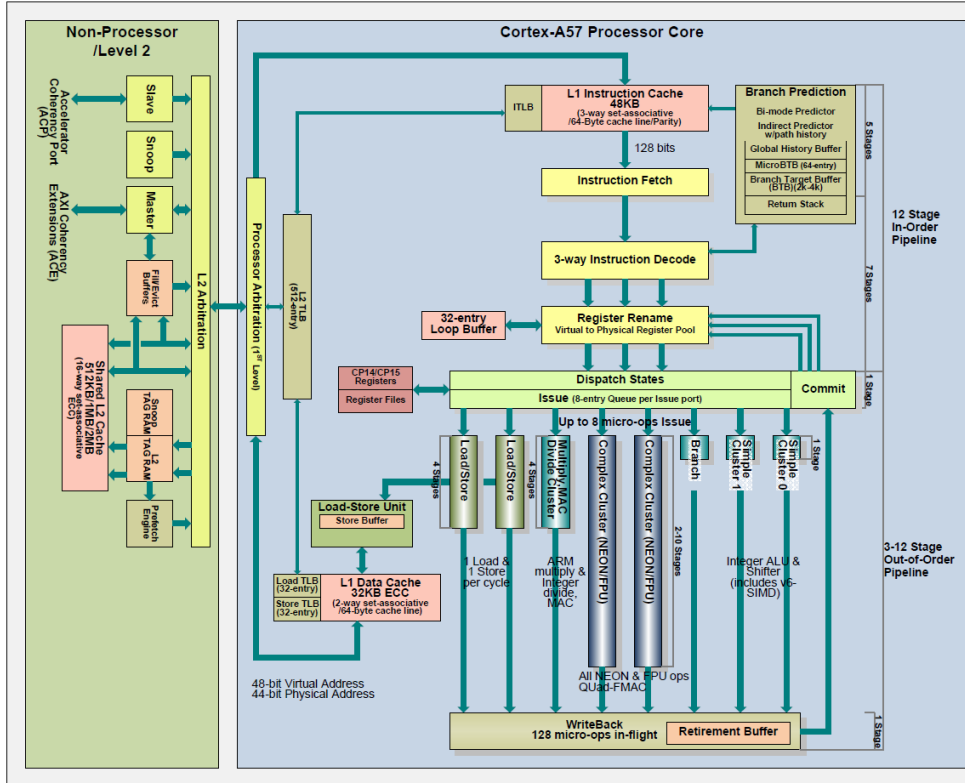 Non-Processor
/Level 2
Accelerator
Coherency Port
(ACP)
AXI Coherency
Extensions (ACE)
Slave
Snoop
Master
Fill/Evict
Buffers
Shared L2 Cache
512KB/1MB/2MB
(16-way set-associative
ECC)
Snoop
TAG RAM
L2
TAG RAM
Prefetch
Engine
L2 Arbitration
Cortex-A57 Processor Core
Processor Arbitration (1ST Level)
L2 TLB
(512-entry)
ITLB
L1 Instruction Cache
48KB
(3-way set-associative
/64-Byte cache line/Parity)
128 bits
Instruction Fetch
Branch Prediction
Bi-mode Predictor
Indirect Predictor
w/path history
Global History Buffer
MicroBTB (64-entry)
Branch Target Buffer
(BTB)(2k-4k)
Return Stack
5 Stages
12 Stage
In-Order
Pipeline
7 Stages
3-way Instruction Decode
32-entry
Loop Buffer
Register Rename
Virtual to Physical Register Pool
CP14/CP15
Registers
Register Files
Dispatch States
Issue (8-entry Queue per Issue port)
Commit
1 Stage
Up to 8 micro-ops Issue
4 Stages
Load/Store
Load/Store
4 Stages
Multiply,MAC
Divide Cluster
Complex Cluster (NEON/FPU)
Complex Cluster (NEON/FPU)
2-10 Stages
Branch
Simple
Cluster 1
Simple
Cluster 0
1 Stage
Load-Store Unit
Store Buffer
Load TLB
(32-entry)
Store TLB
(32-entry)
L1 Data Cache
32KB ECC
(2-way set-associative
/64-byte cache line)
1 Load &
1 Store
per cycle
ARM
multiply &
Integer
divide,
MAC
Integer ALU &
Shifter
(includes v6-
SIMD)
3-12 Stage
Out-of-Order
Pipeline
All NEON & FPU ops
QUad-FMAC
48-bit Virtual Address
44-bit Physical Address
WriteBack
128 micro-ops in-flight
Retirement Buffer
1 Stage